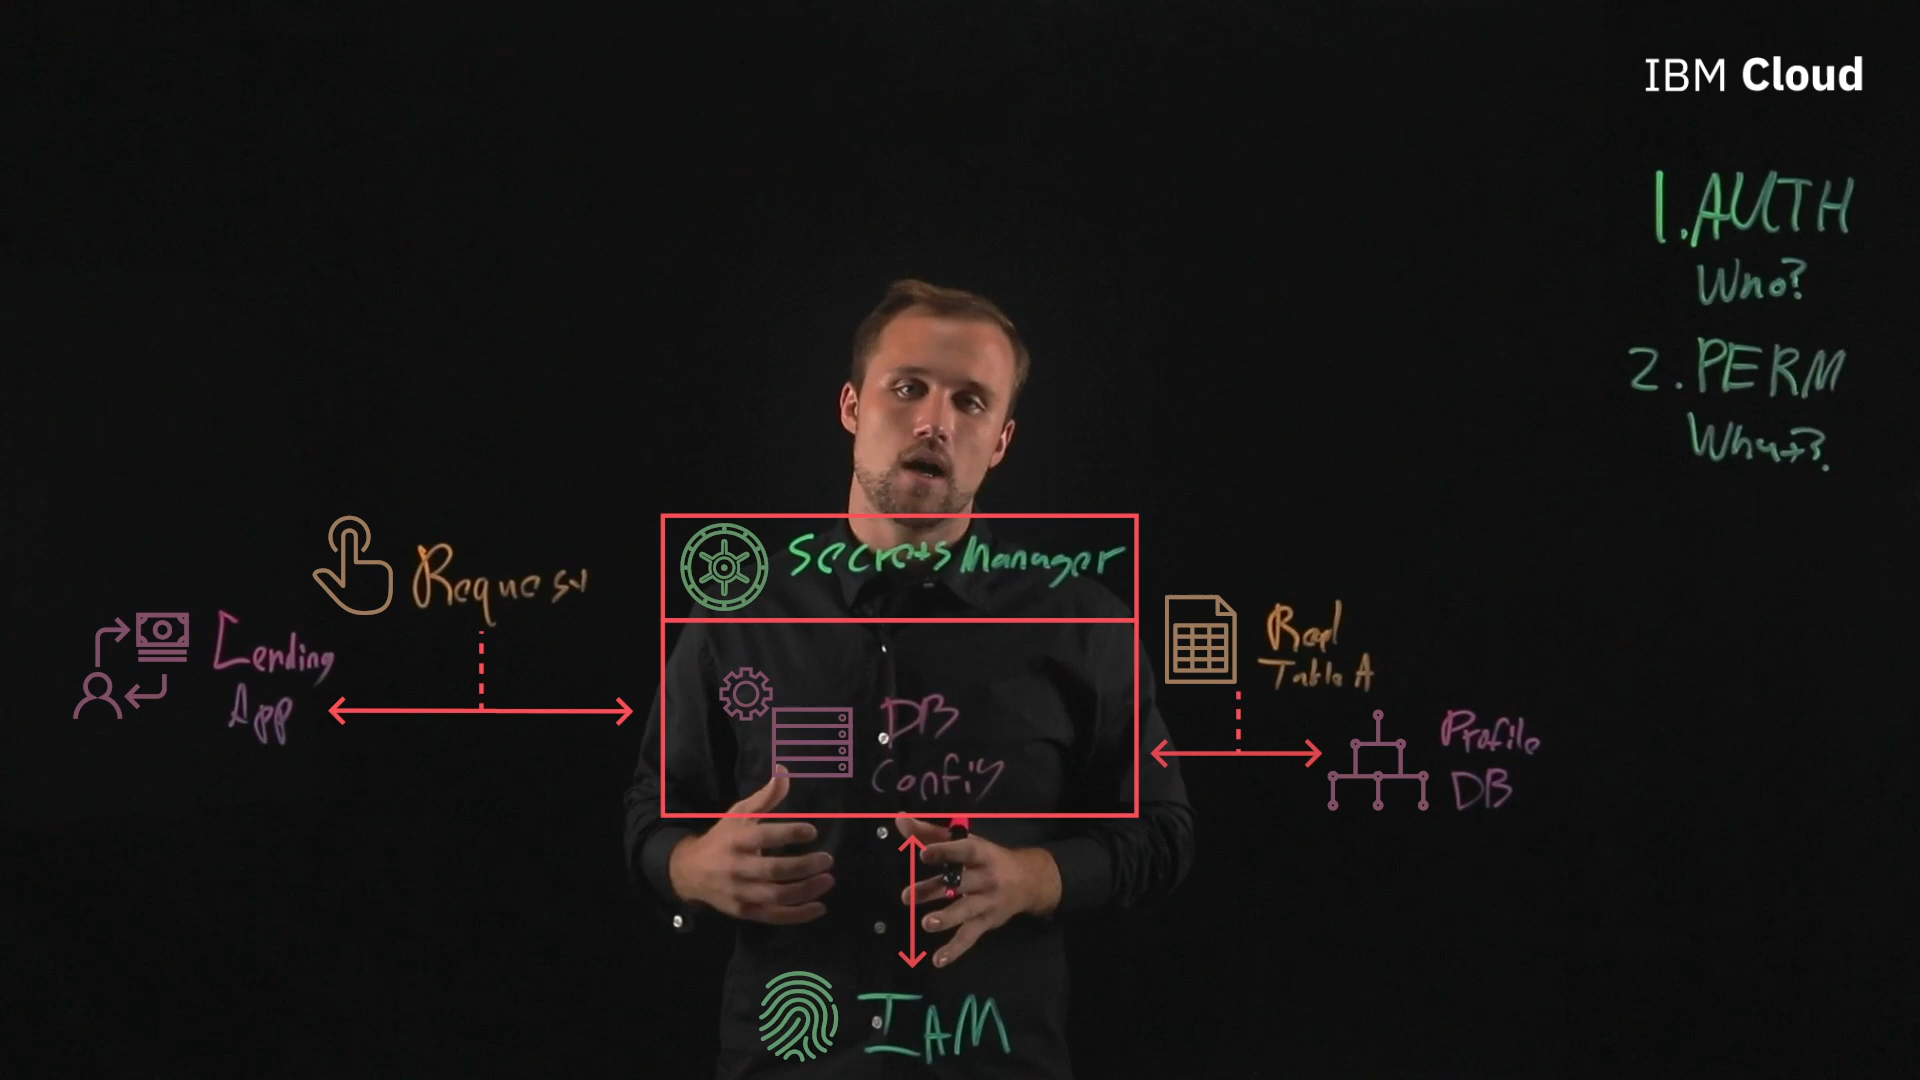 IBM Cloud
1. AUTH
Who?
2. PERM
What?
Secrets Manager
Request
Lending
App
DB
Config
Read
Table A
Profile
DB
IAM